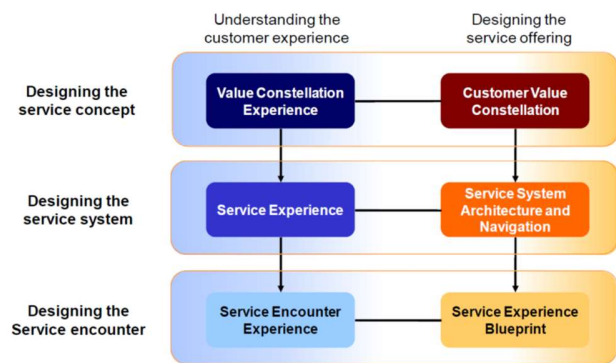 Understanding the
customer experience
Designing the
service offering
Designing the
service concept
Value Constellation
Experience
Customer Value
Constellation
Designing the
service system
Service Experience
Service System
Architecture and
Navigation
Designing the
Service encounter
Service Encounter
Experience
Service Experience
Blueprint